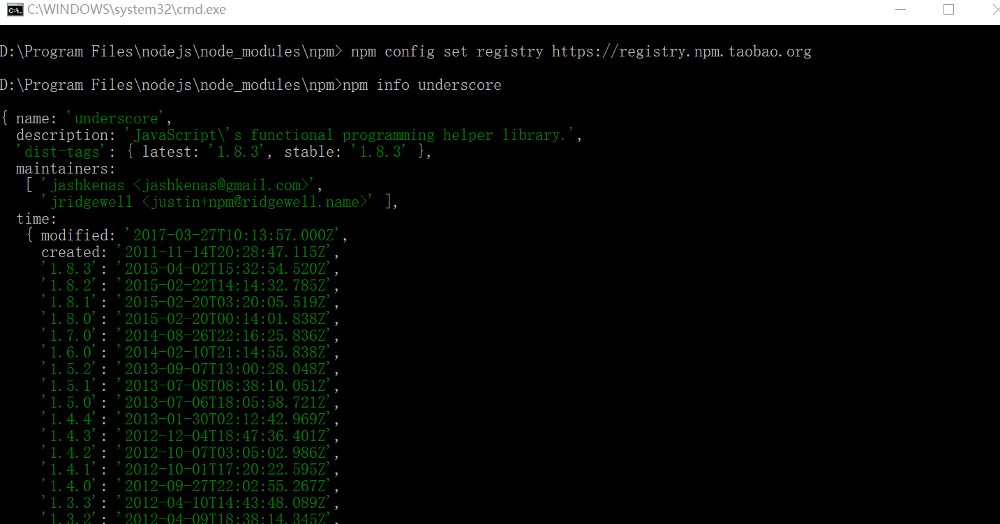 C:\WINDOWS\system32\cmd.exe
D:\Program Files\nodejs\node_modules\npm> npm config set registry https://registry.npm.taobao.org
D:\Program Files\nodejs\node_modules\npm>npm info underscore
{ name: 'underscore',
description: 'JavaScript\'s functional programming helper library.',
'dist-tags': { latest: '1.8.3', stable: '1.8.3' },
maintainers:
[ 'jashkenas <jashkenas@gmail.com>',
'jridgewell <justin+npm@ridgewell.name>' ],
time:
{ modified: '2017-03-27T10:13:57.000Z',
created: '2011-11-14T20:28:47.115Z',
'1.8.3': '2015-04-02T15:32:54.520Z',
'1.8.2': '2015-02-22T14:14:32.785Z',
'1.8.1': '2015-02-20T03:20:05.519Z',
'1.8.0': '2015-02-20T00:14:01.838Z',
'1.7.0': '2014-08-26T22:16:25.836Z',
'1.6.0': '2014-02-10T21:14:55.838Z',
'1.5.2': '2013-09-07T13:00:28.048Z',
'1.5.1': '2013-07-08T08:38:10.051Z',
'1.5.0': '2013-07-06T18:05:58.721Z',
'1.4.4': '2013-01-30T02:12:42.969Z',
'1.4.3': '2012-12-04T18:47:36.401Z',
'1.4.2': '2012-10-07T03:05:02.986Z',
'1.4.1': '2012-10-01T17:20:22.595Z',
'1.4.0': '2012-09-27T22:02:55.267Z',
'1.3.3': '2012-04-10T14:43:48.089Z',
'1.3.2': '2012-04-09T18:38:14.345Z',